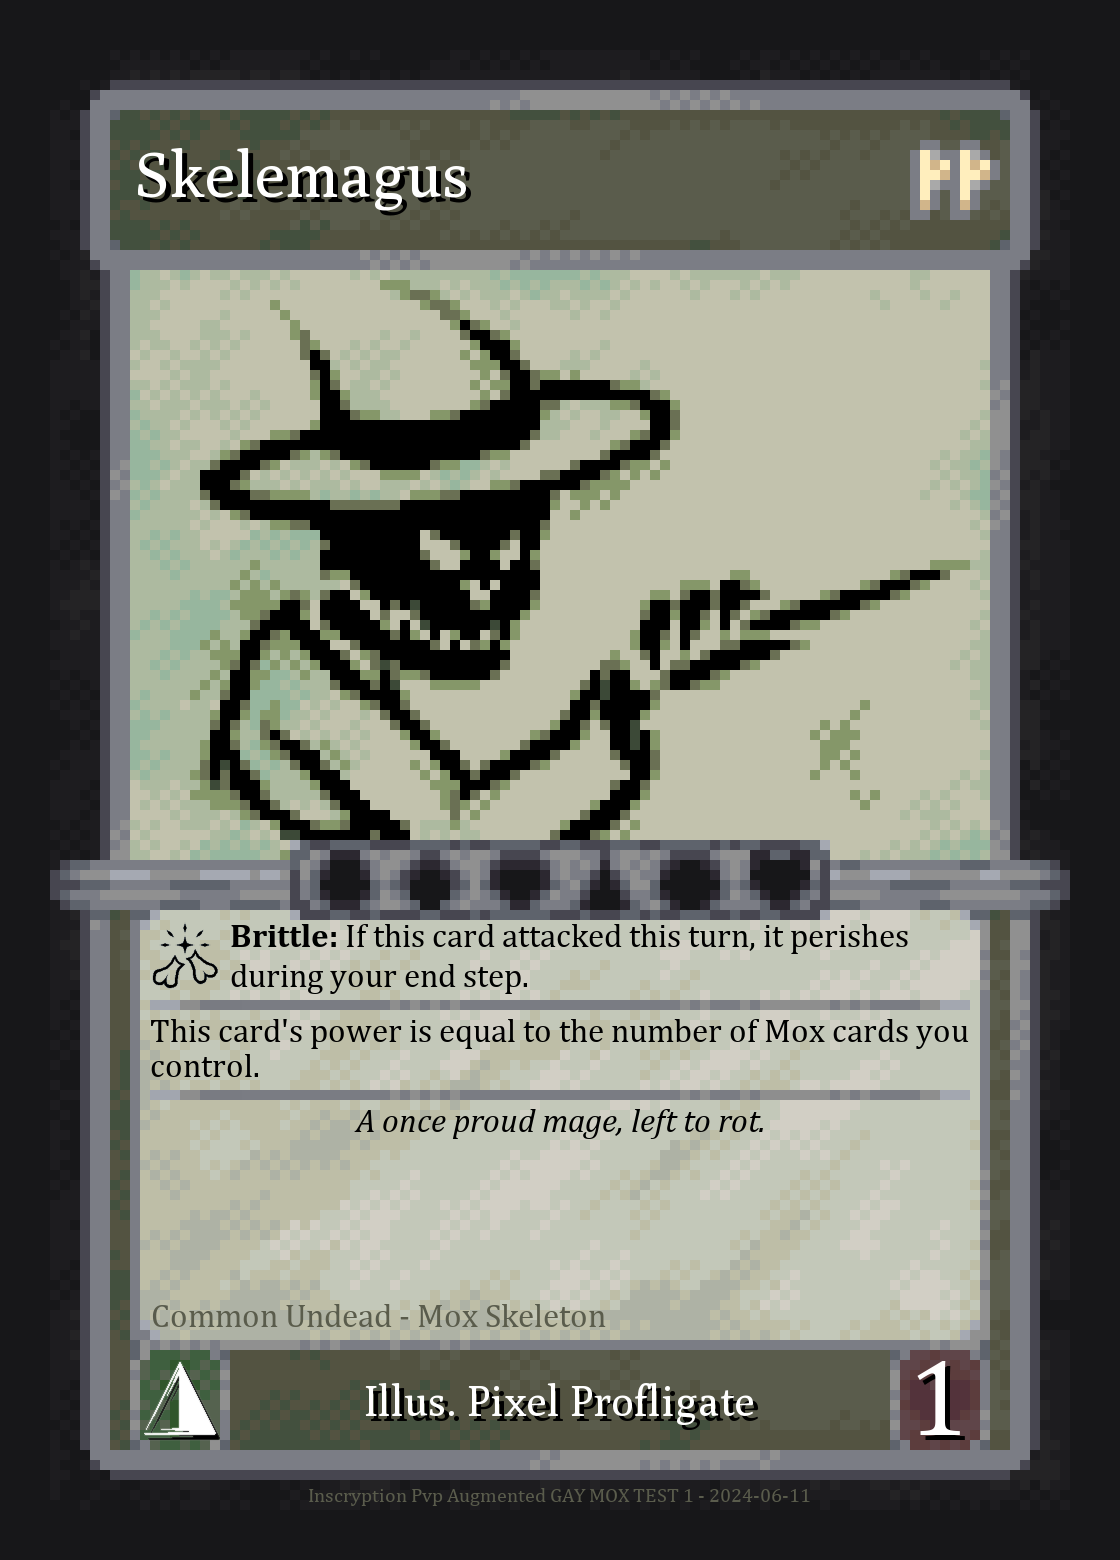 Skelemagus
Brittle: If this card attacked this turn, it perishes
during your end step.
This card's power is equal to the number of Mox cards you
control.
A once proud mage, left to rot.
Common Undead - Mox Skeleton
Illus. Pixel Profligate
1
Inscryption Pvp Augmented GAY MOX TEST 1 - 2024-06-11